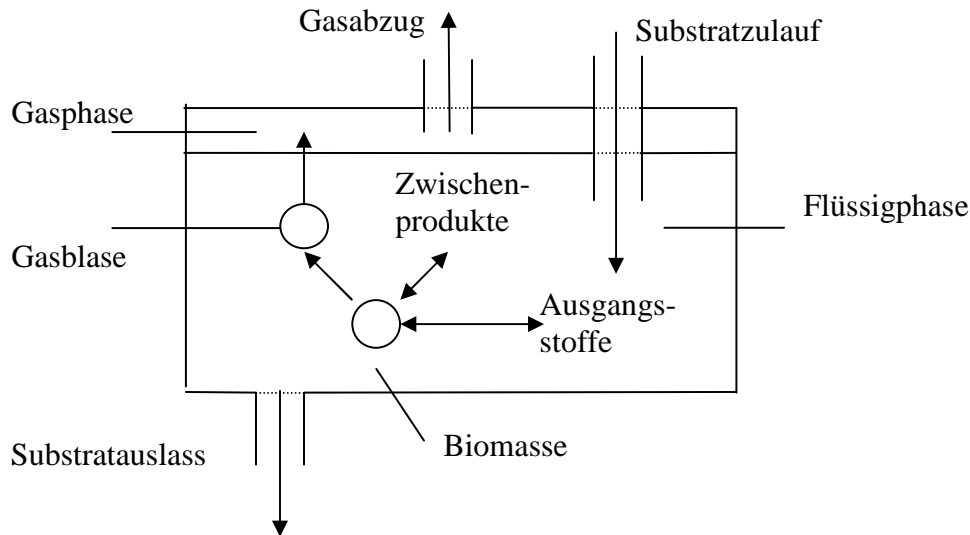 Gasabzug
Substratzulauf
Gasphase
Zwischen-
produkte
Flüssigphase
Gasblase
Ausgangs-
stoffe
Substratauslass
Biomasse